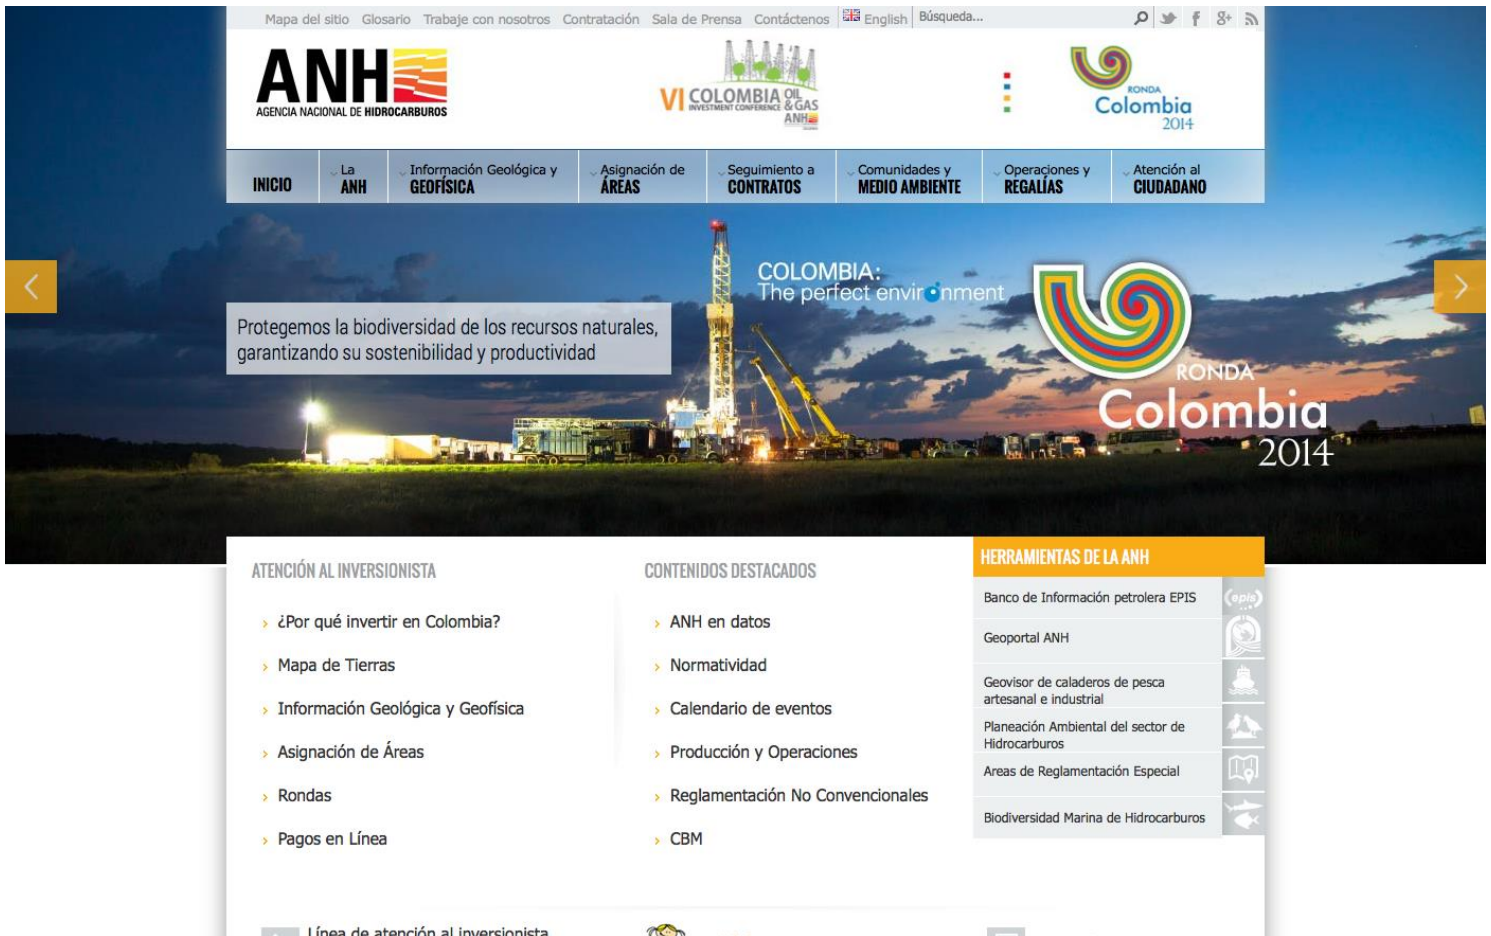 Mapa del sitio Glosario Trabaje con nosotros Contratación Sala de Prensa Contáctenos English Búsqueda...
ANH
AGENCIA NACIONAL DE HIDROCARBUROS
VI COLOMBIA OIL & GAS
INVESTMENT CONFERENCE
ANH
RONDA
Colombia
2014
INICIO
La
ANH
Información Geológica y
GEOFÍSICA
Asignación de
ÁREAS
Seguimiento a
CONTRATOS
Comunidades y
MEDIO AMBIENTE
Operaciones y
REGALÍAS
Atención al
CIUDADANO
COLOMBIA:
The perfect environment
Protegemos la biodiversidad de los recursos naturales,
garantizando su sostenibilidad y productividad
RONDA
Colombia
2014
ATENCIÓN AL INVERSIONISTA
¿Por qué invertir en Colombia?
Mapa de Tierras
Información Geológica y Geofísica
Asignación de Áreas
Rondas
Pagos en Línea
CONTENIDOS DESTACADOS
ANH en datos
Normatividad
Calendario de eventos
Producción y Operaciones
Reglamentación No Convencionales
CBM
HERRAMIENTAS DE LA ANH
Banco de Información petrolera EPIS
(epis)
Geoportal ANH
Geovisor de caladeros de pesca
artesanal e industrial
Planeación Ambiental del sector de
Hidrocarburos
Areas de Reglamentación Especial
Biodiversidad Marina de Hidrocarburos
Línea de atención al inversionista